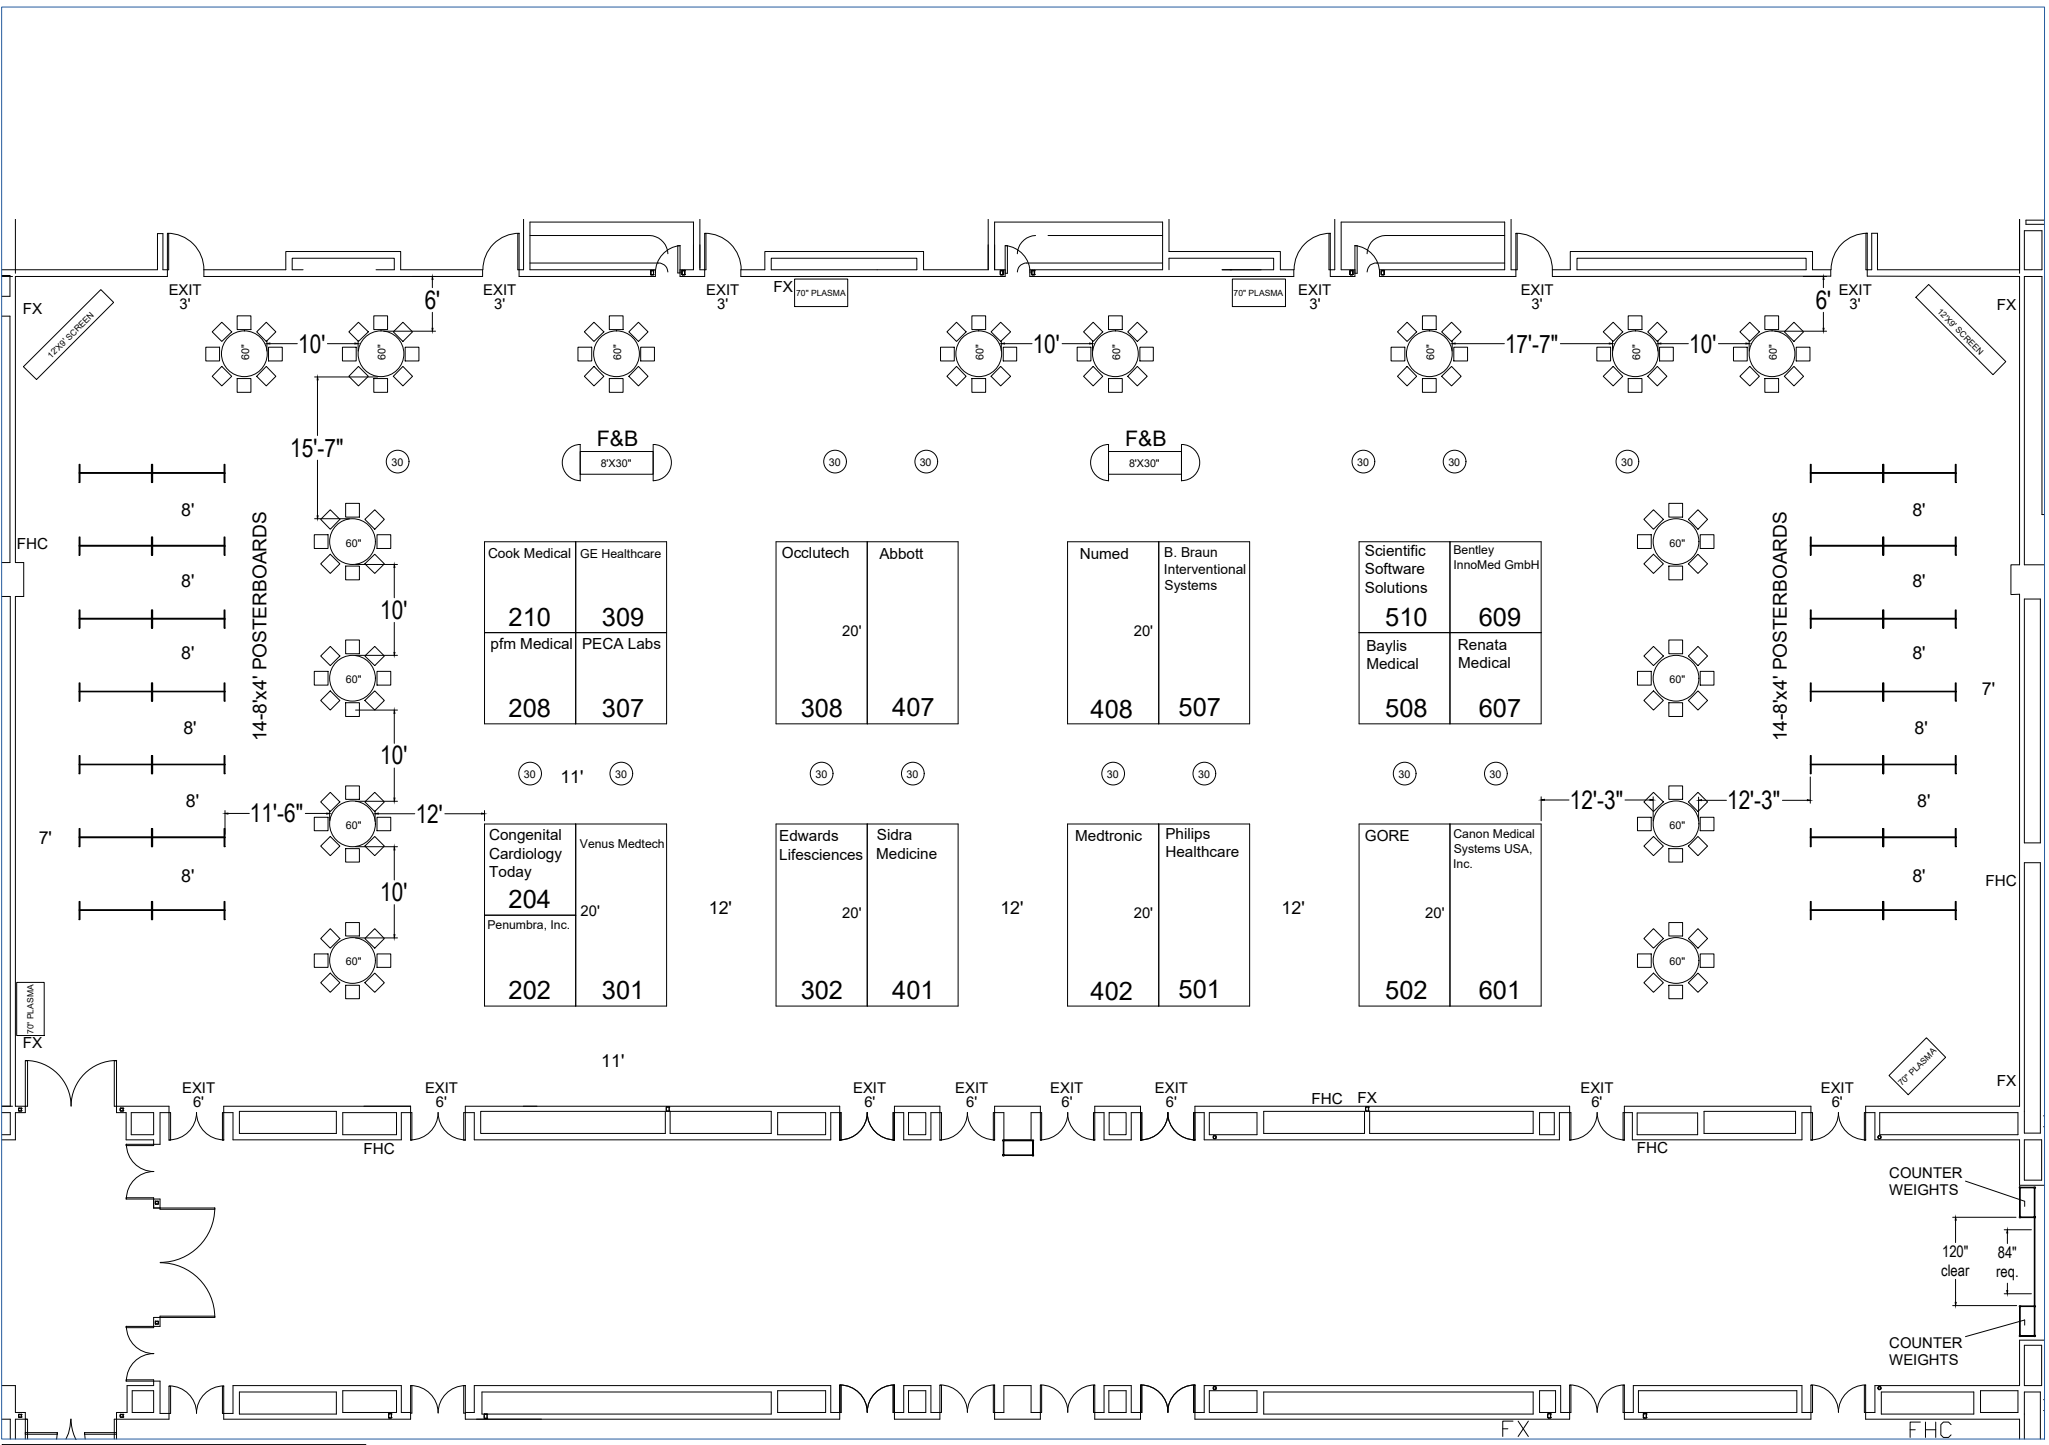 EXIT
3'
EXIT
3'
EXIT
3'
FX
70" PLASMA
70" PLASMA
EXIT
3'
EXIT
3'
EXIT
3'
FX
12'X9' SCREEN
6'
6'
12'X9' SCREEN
FX
60"
10'
60"
60"
60"
10'
60"
60"
17'-7"
60"
10'
60"
15'-7"
30
F&B
8'X30"
30
30
F&B
8'X30"
30
30
30
8'
8'
8'
8'
8'
8'
FHC
14-8'x4' POSTERBOARDS
7'
60"
10'
60"
10'
60"
10'
60"
11'-6"
12'
Cook Medical
210
GE Healthcare
309
pfm Medical
208
PECA Labs
307
Occlutech
20'
308
Abbott
407
Numed
20'
408
B. Braun
Interventional
Systems
507
Scientific
Software
Solutions
510
Bentley
InnoMed GmbH
609
Baylis
Medical
508
Renata
Medical
607
60"
60"
60"
60"
14-8'x4' POSTERBOARDS
8'
8'
8'
8'
8'
8'
7'
FHC
30
11'
30
30
30
30
30
30
30
12'-3"
12'-3"
Congenital
Cardiology
Today
204
Venus Medtech
20'
301
Penumbra, Inc.
202
12'
Edwards
Lifesciences
20'
302
Sidra
Medicine
401
12'
Medtronic
20'
402
Philips
Healthcare
501
12'
GORE
20'
502
Canon Medical
Systems USA,
Inc.
601
70" PLASMA
FX
11'
70" PLASMA
FX
EXIT
6'
EXIT
6'
EXIT
6'
EXIT
6'
EXIT
6'
EXIT
6'
FHC
FX
EXIT
6'
EXIT
6'
FHC
FHC
COUNTER
WEIGHTS
120"
clear
84"
req.
COUNTER
WEIGHTS
FX
FHC